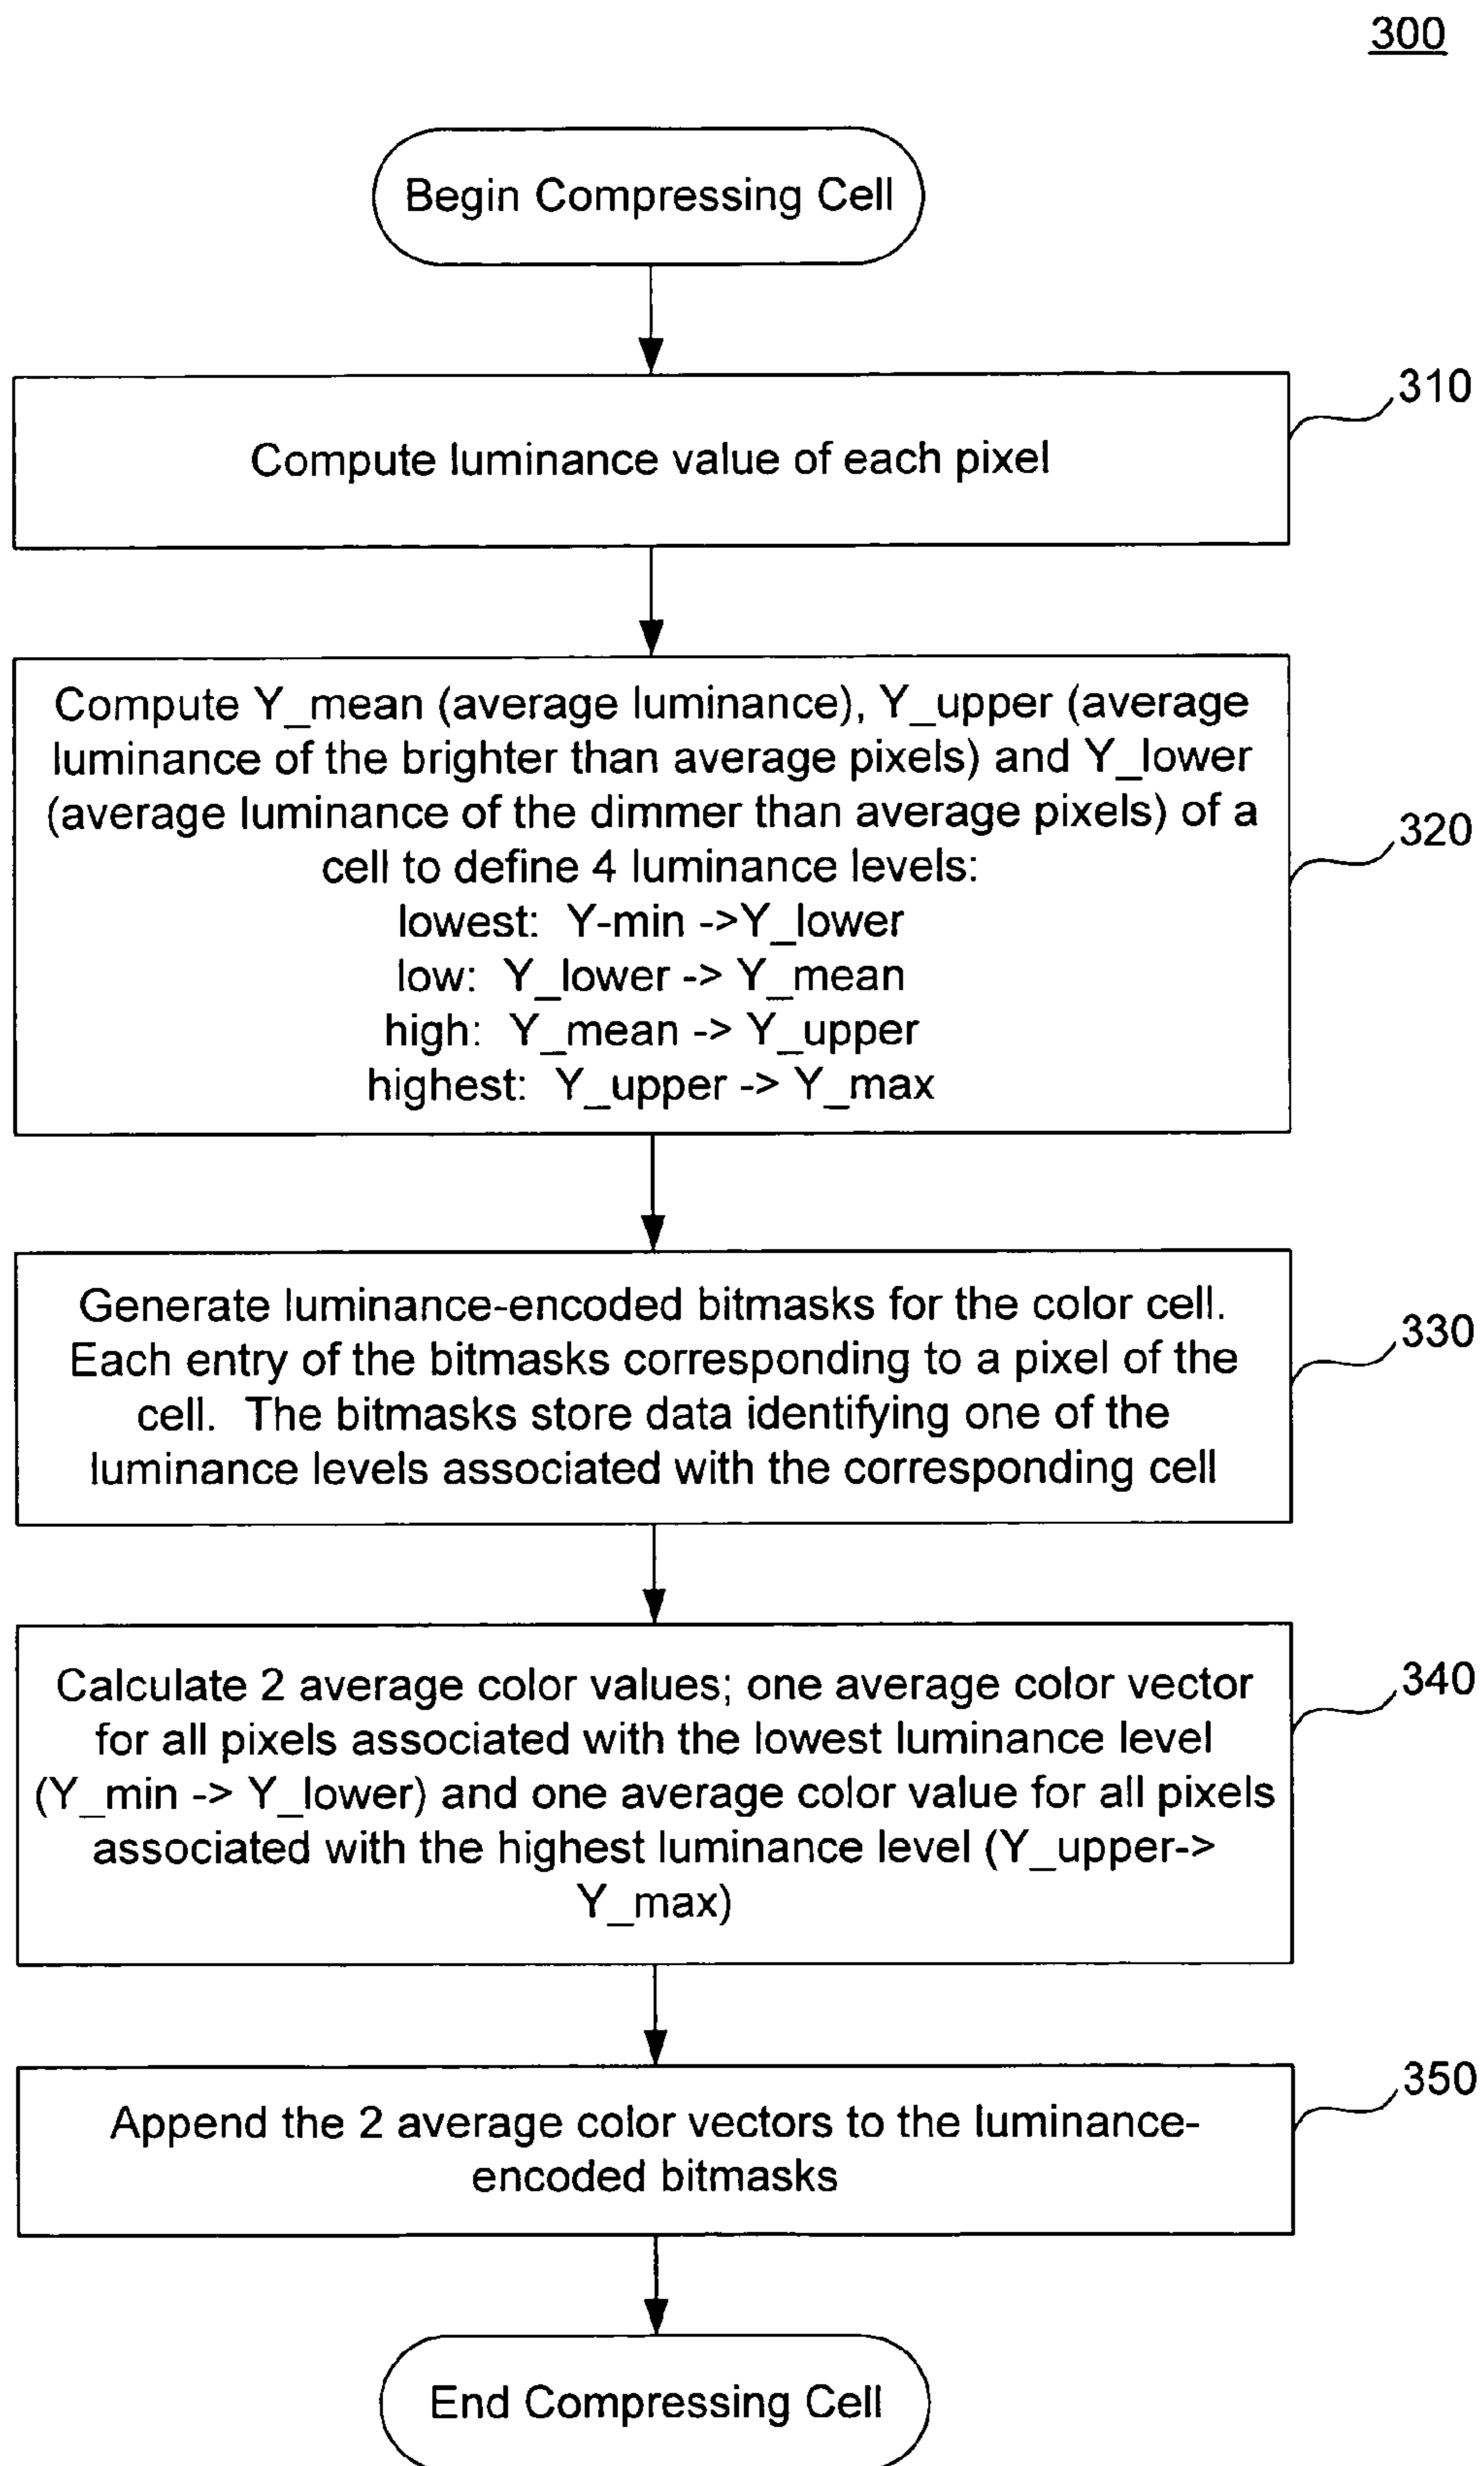 300
Begin Compressing Cell
310
Compute luminance value of each pixel
Compute Y_mean (average luminance), Y_upper (average
luminance of the brighter than average pixels) and Y_lower
(average luminance of the dimmer than average pixels) of a
cell to define 4 luminance levels:
lowest: Y-min ->Y_lower
low: Y_lower -> Y_mean
high: Y_mean -> Y_upper
highest: Y_upper -> Y_max
320
Generate luminance-encoded bitmasks for the color cell.
Each entry of the bitmasks corresponding to a pixel of the
cell. The bitmasks store data identifying one of the
luminance levels associated with the corresponding cell
330
Calculate 2 average color values; one average color vector
for all pixels associated with the lowest luminance level
(Y_min -> Y_lower) and one average color value for all pixels
associated with the highest luminance level (Y_upper->
Y_max)
340
Append the 2 average color vectors to the luminance-
encoded bitmasks
350
End Compressing Cell